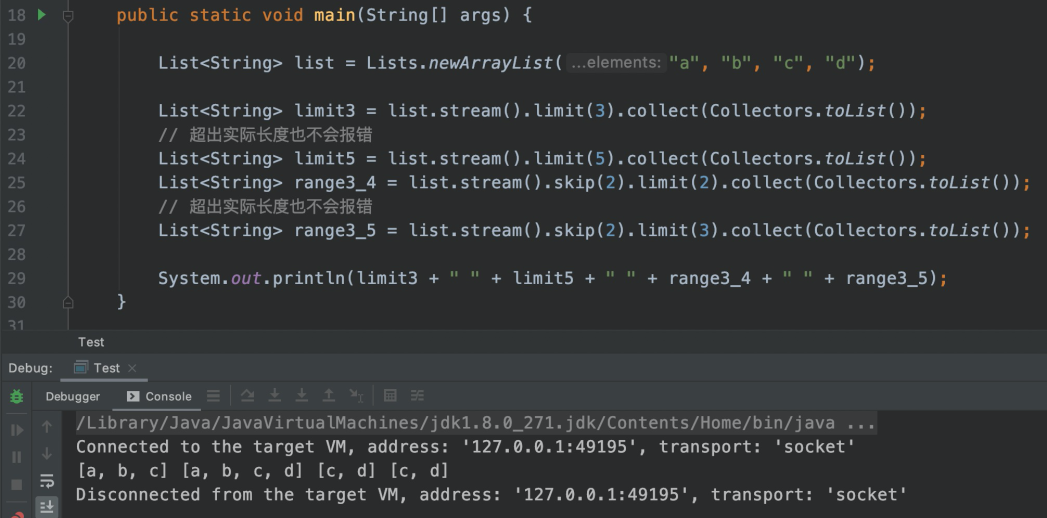 18 public static void main(String[] args) {
19
20 List<String> list = Lists.newArrayList( ...elements: "a", "b", "c", "d");
21
22 List<String> limit3 = list.stream().limit(3).collect(Collectors.toList());
23 // 超出实际长度也不会报错
24 List<String> limit5 = list.stream().limit(5).collect(Collectors.toList());
25 List<String> range3_4 = list.stream().skip(2).limit(2).collect(Collectors.toList());
26 // 超出实际长度也不会报错
27 List<String> range3_5 = list.stream().skip(2).limit(3).collect(Collectors.toList());
28
29 System.out.println(limit3 + " " + limit5 + " " + range3_4 + " " + range3_5);
30 }
31
Test
Debug: Test
Debugger Console
/Library/Java/JavaVirtualMachines/jdk1.8.0_271.jdk/Contents/Home/bin/java ...
Connected to the target VM, address: '127.0.0.1:49195', transport: 'socket'
[a, b, c] [a, b, c, d] [c, d] [c, d]
Disconnected from the target VM, address: '127.0.0.1:49195', transport: 'socket'